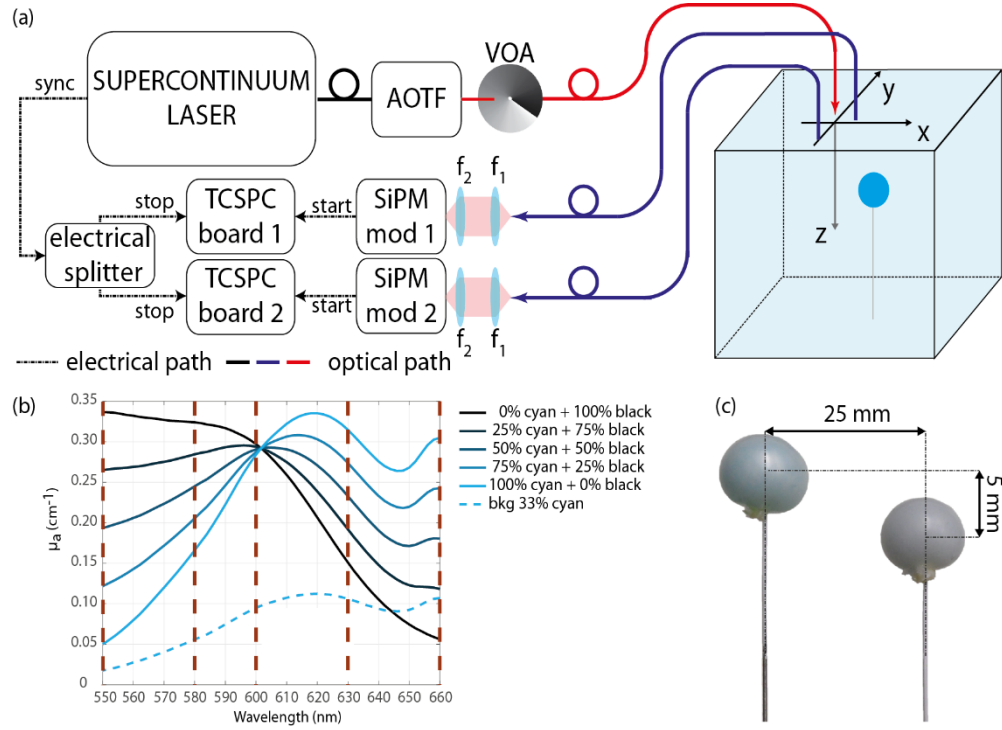 (a)
sync
SUPERCONTINUUM
LASER
AOTF
VOA
y
x
z
f2
f1
stop
TCSPC
board 1
start
SiPM
mod 1
electrical
splitter
stop
TCSPC
board 2
start
SiPM
mod 2
f2
f1
electrical path
optical path
(b)
0.35
0.30
0.25
0.20
0.15
0.10
0.05
0
μa (cm-1)
550 570 580 590 600 610 620 630 640 650 660
Wavelength (nm)
0% cyan + 100% black
25% cyan + 75% black
50% cyan + 50% black
75% cyan + 25% black
100% cyan + 0% black
bkg 33% cyan
(c)
25 mm
5 mm